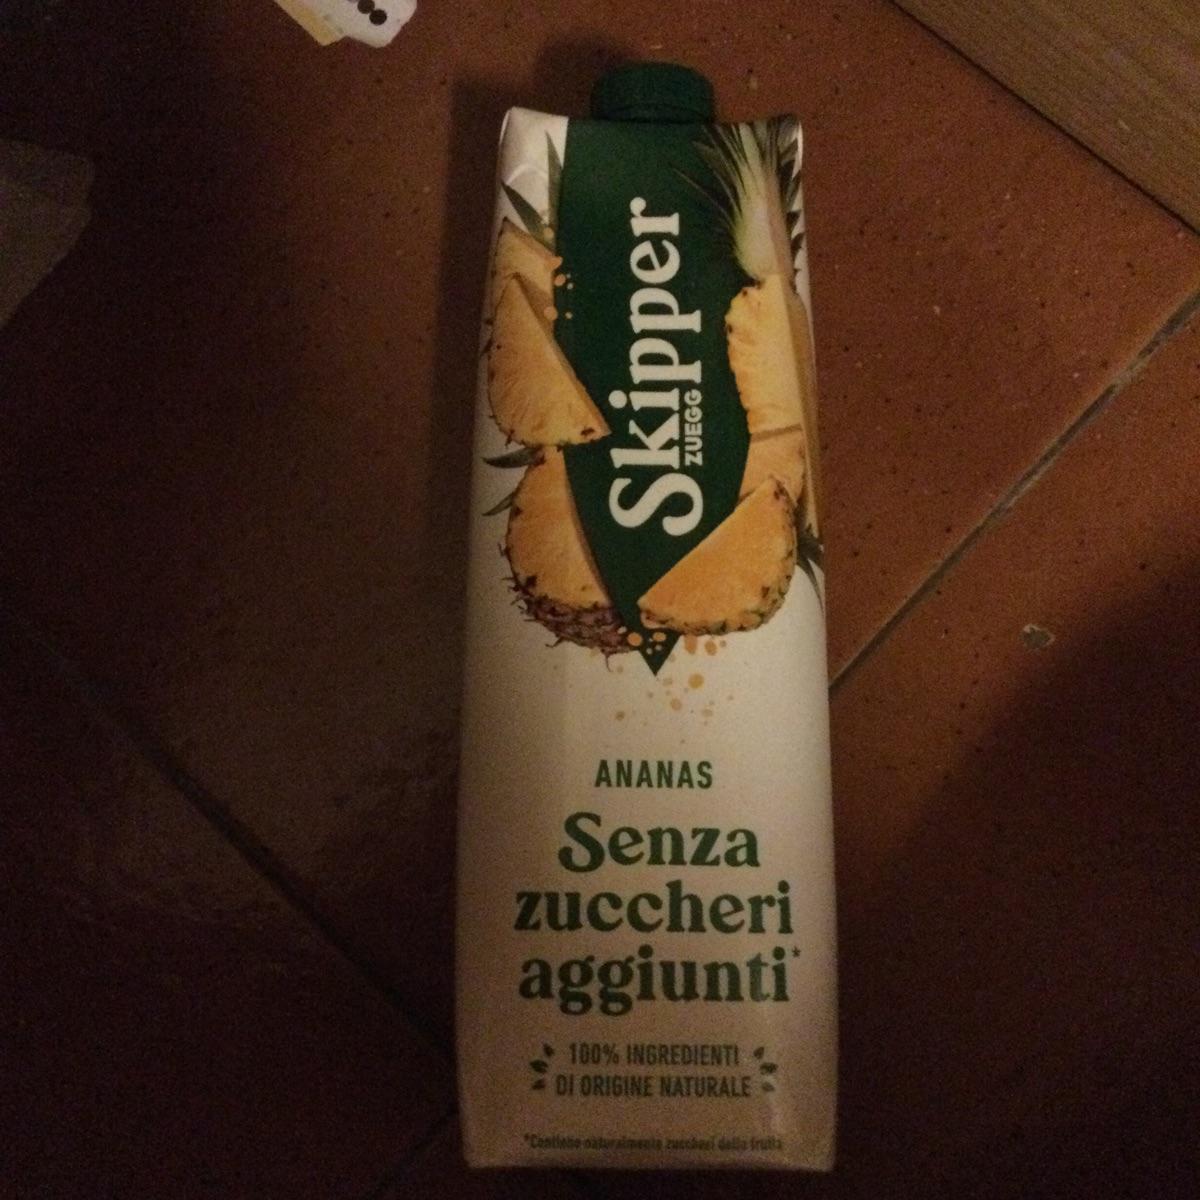 Skipper
ZUEGG
ANANAS
Senza
zuccheri
aggiunti*
100% INGREDIENTI
DI ORIGINE NATURALE
*Contiene naturalmente zuccheri della frutta